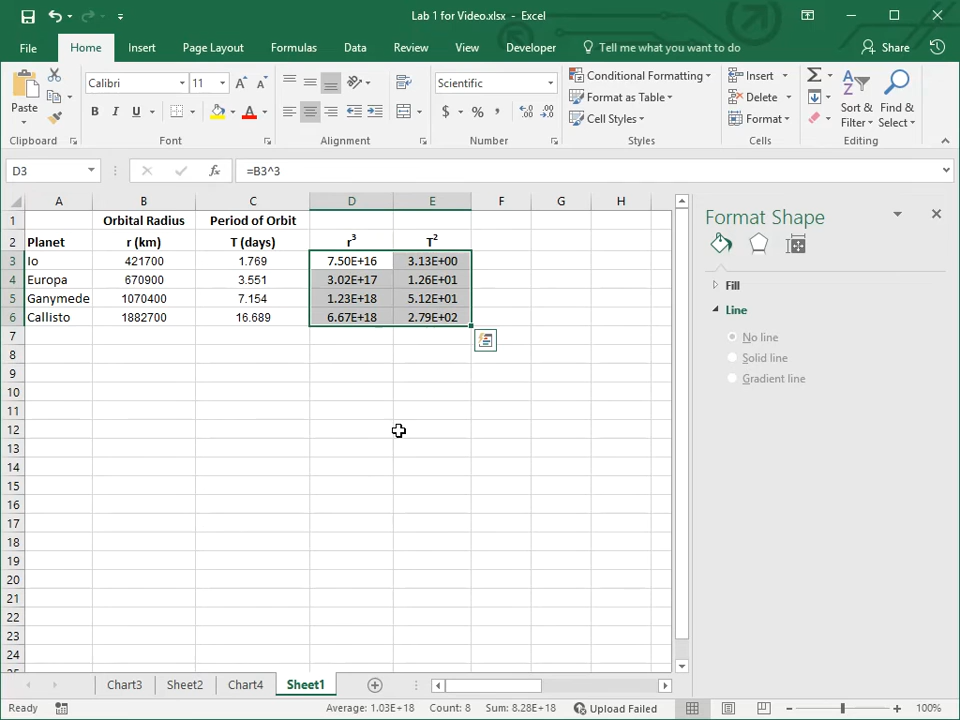 Lab 1 for Video.xlsx - Excel
File Home Insert Page Layout Formulas Data Review View Developer Tell me what you want to do Share
Paste Calibri 11 A A Scientific Conditional Formatting Insert Σ
B I U A $ % , Format as Table Delete Sort & Find &
Cell Styles Format Filter Select
Clipboard Font Alignment Number Styles Cells Editing
D3 fx =B3^3
A B C D E F G H
1 Orbital Radius Period of Orbit
2 Planet r (km) T (days) r³ T²
3 Io 421700 1.769 7.50E+16 3.13E+00
4 Europa 670900 3.551 3.02E+17 1.26E+01
5 Ganymede 1070400 7.154 1.23E+18 5.12E+01
6 Callisto 1882700 16.689 6.67E+18 2.79E+02
7
8
9
10
11
12
13
14
15
16
17
18
19
20
21
22
23
24
Format Shape
Fill
Line
No line
Solid line
Gradient line
Chart3 Sheet2 Chart4 Sheet1
Ready Average: 1.03E+18 Count: 8 Sum: 8.28E+18 Upload Failed 100%